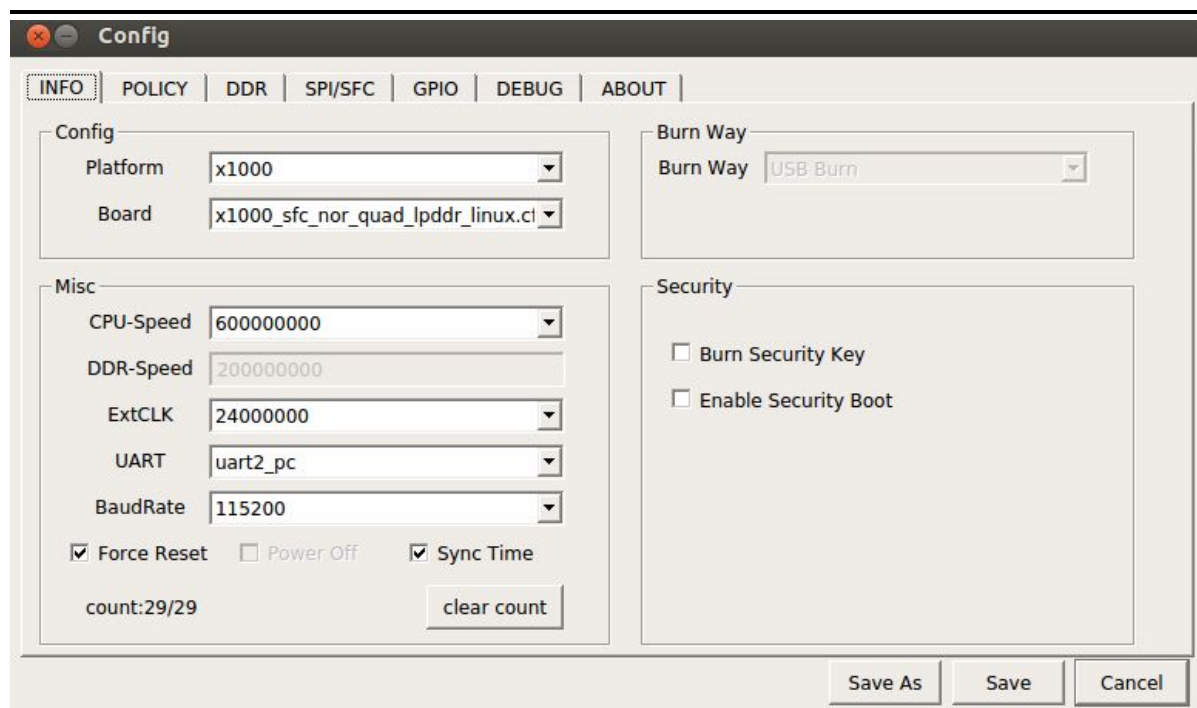 Config
INFO POLICY DDR SPI/SFC GPIO DEBUG ABOUT
Config
Platform x1000
Board x1000_sfc_nor_quad_lpddr_linux.cf
Burn Way
Burn Way USB Burn
Misc
CPU-Speed 600000000
DDR-Speed 200000000
ExtCLK 24000000
UART uart2_pc
BaudRate 115200
Force Reset Power Off Sync Time
count:29/29 clear count
Security
Burn Security Key
Enable Security Boot
Save As Save Cancel